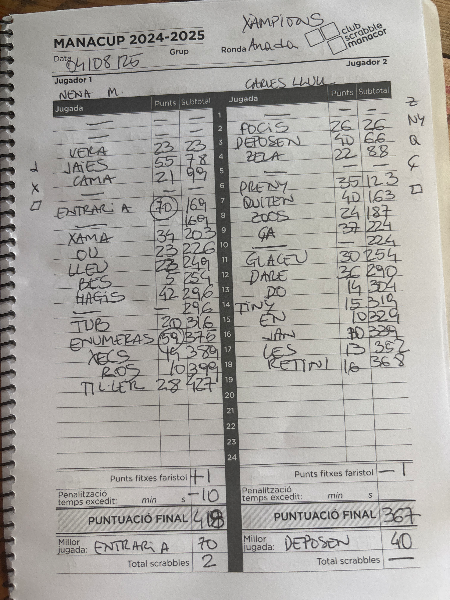 XAMPIONS
MANACUP 2024-2025
club scrabble manacor
Data 04/08/25 Grup Ronda Anada
Jugador 1 Jugador 2
NENA M. CARLES LLULL
Jugada Punts Subtotal Jugada Punts Subtotal
— — — 1 — — —
— — — 2 POCIS 26 26
VERA 23 23 3 DEPOSEN 40 66
JAIES 55 78 4 ZELA 22 88
CAMA 21 99 5 — — —
— — — 6 PRENY 35 123
ENTRARIA 70 169 7 QUITEN 40 163
— 169 8 ZOCS 24 187
XAMA 34 203 9 ÇA 37 224
OU 23 226 10 — 224
LLEU 23 249 11 GLACEU 30 254
BES 5 254 12 DARE 36 290
HAGIS 42 296 13 DO 14 304
— 296 14 TINY 15 319
TUB 20 316 15 EN 10 329
ENUMERAS 59 375 16 VAN 10 339
XECS 389 17 LES 13 352
ROS 10 399 18 RETINI 16 368
TILLER 28 427 19
20
21
22
23
24
Z
NY
Q
Ç
L
X
Punts fitxes faristol +1 Punts fitxes faristol -1
Penalització temps excedit: min s -10 Penalització temps excedit: min s
PUNTUACIÓ FINAL 418 PUNTUACIÓ FINAL 367
Millor jugada: ENTRARIA 70 Millor jugada: DEPOSEN 40
Total scrabbles 2 Total scrabbles —